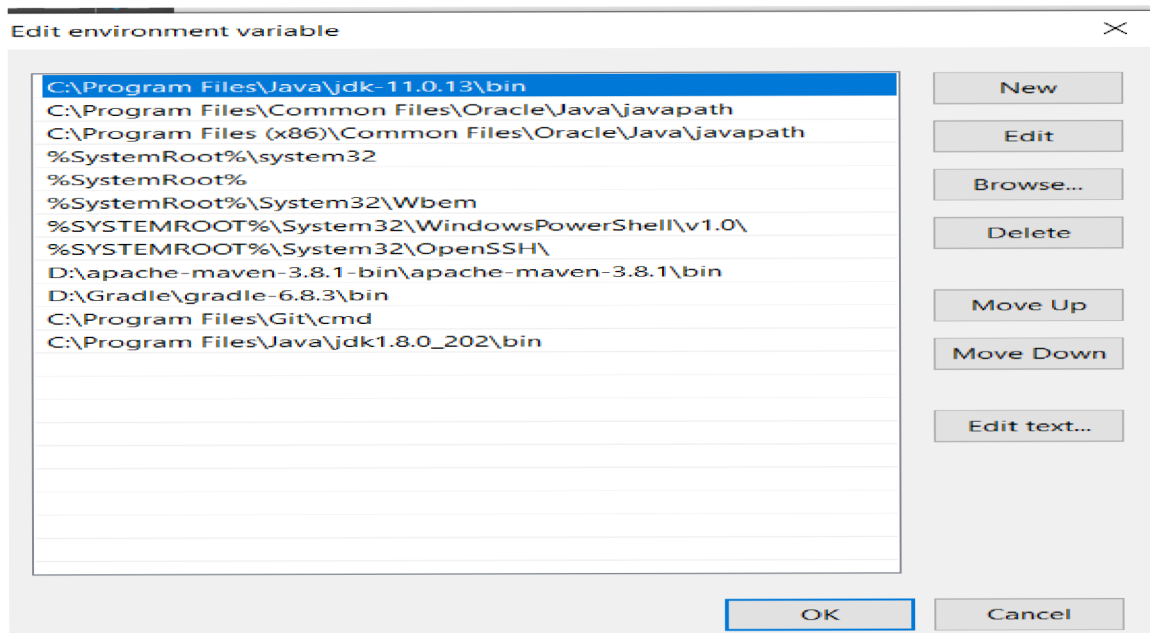 Edit environment variable
C:\Program Files\Java\jdk-11.0.13\bin
C:\Program Files\Common Files\Oracle\Java\javapath
C:\Program Files (x86)\Common Files\Oracle\Java\javapath
%SystemRoot%\system32
%SystemRoot%
%SystemRoot%\System32\Wbem
%SYSTEMROOT%\System32\WindowsPowerShell\v1.0\
%SYSTEMROOT%\System32\OpenSSH\
D:\apache-maven-3.8.1-bin\apache-maven-3.8.1\bin
D:\Gradle\gradle-6.8.3\bin
C:\Program Files\Git\cmd
C:\Program Files\Java\jdk1.8.0_202\bin
New
Edit
Browse...
Delete
Move Up
Move Down
Edit text...
OK
Cancel